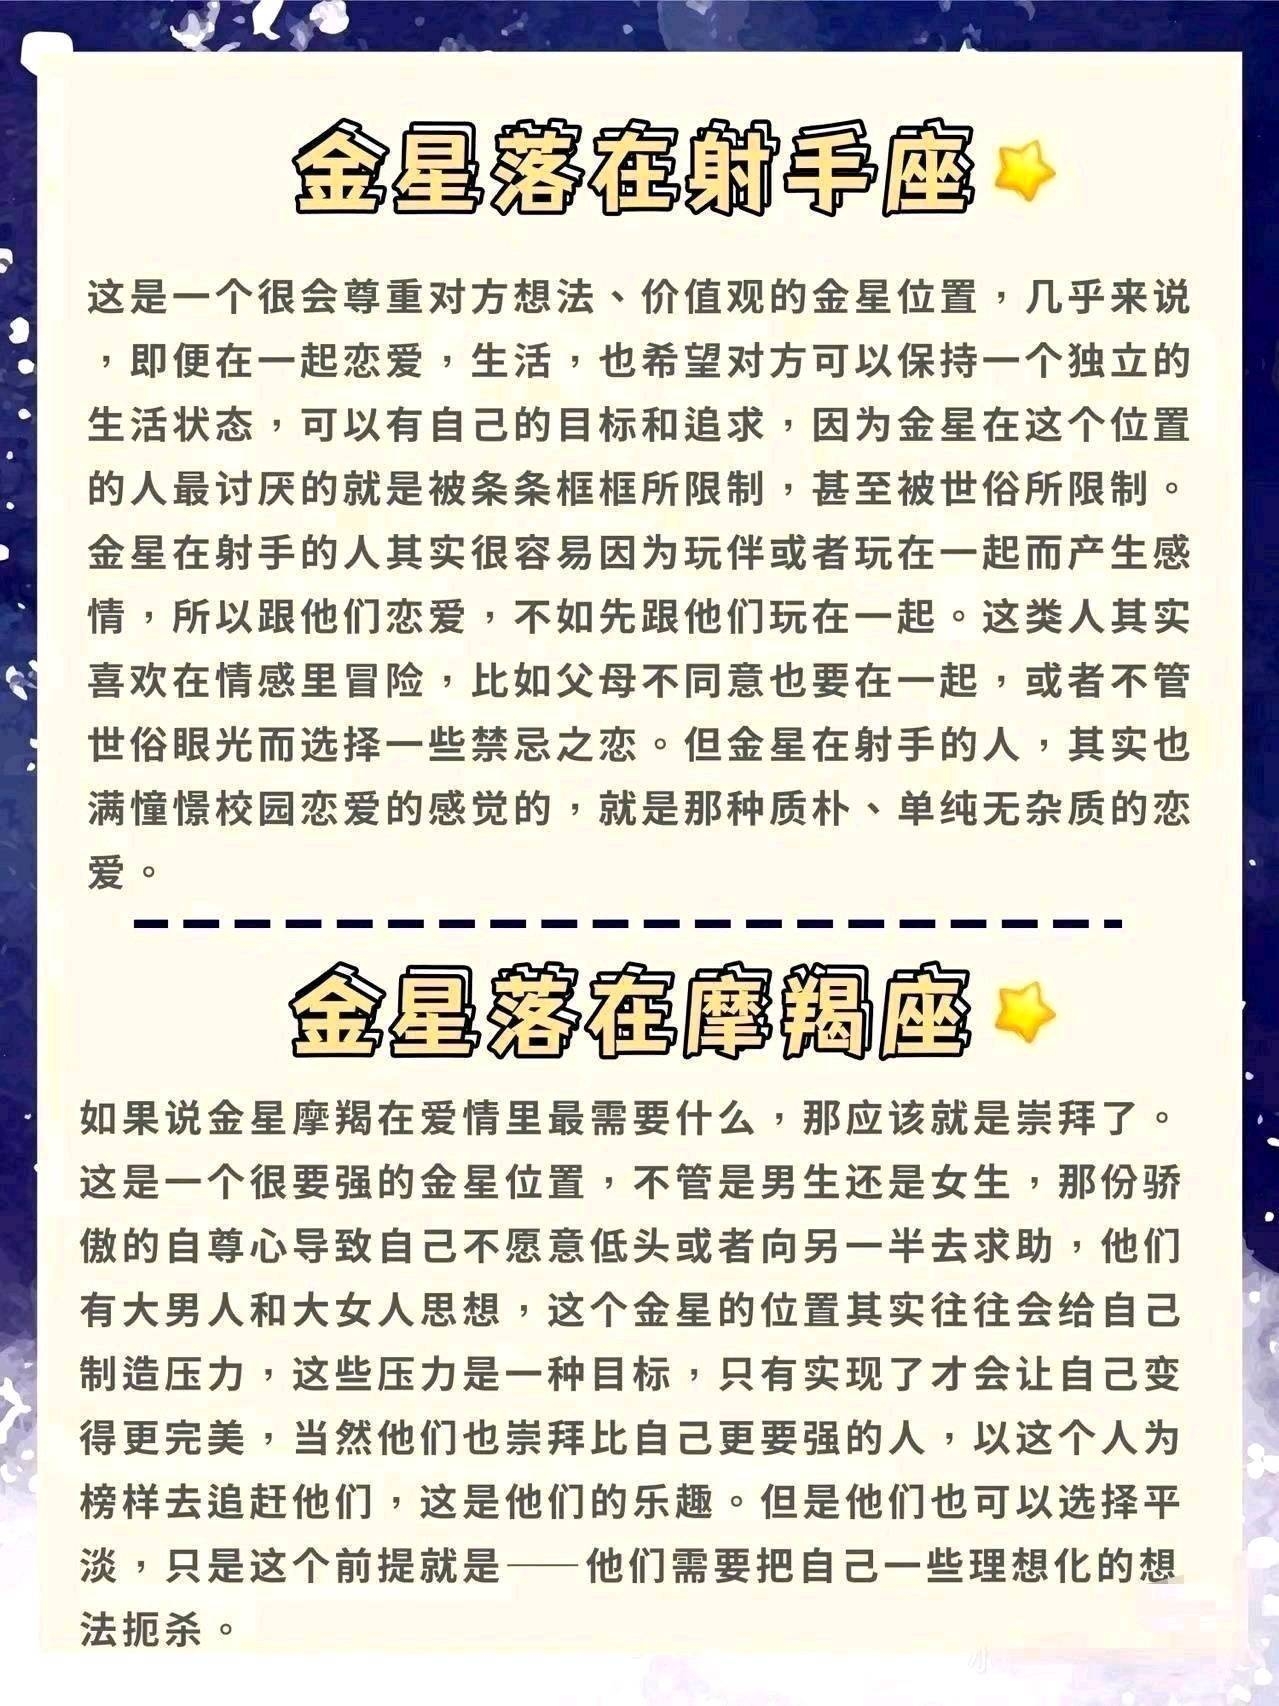 金星落在射手座
这是一个很会尊重对方想法、价值观的金星位置，几乎来说
，即便在一起恋爱，生活，也希望对方可以保持一个独立的
生活状态，可以有自己的目标和追求，因为金星在这个位置
的人最讨厌的就是被条条框框所限制，甚至被世俗所限制。
金星在射手的人其实很容易因为玩伴或者玩在一起而产生感
情，所以跟他们恋爱，不如先跟他们玩在一起。这类人其实
喜欢在情感里冒险，比如父母不同意也要在一起，或者不管
世俗眼光而选择一些禁忌之恋。但金星在射手的人，其实也
满憧憬校园恋爱的感觉的，就是那种质朴、单纯无杂质的恋
爱。
金星落在摩羯座
如果说金星摩羯在爱情里最需要什么，那应该就是崇拜了。
这是一个很要强的金星位置，不管是男生还是女生，那份骄
傲的自尊心导致自己不愿意低头或者向另一半去求助，他们
有大男人和大女人思想，这个金星的位置其实往往会给自己
制造压力，这些压力是一种目标，只有实现了才会让自己变
得更完美，当然他们也崇拜比自己更要强的人，以这个人为
榜样去追赶他们，这是他们的乐趣。但是他们也可以选择平
淡，只是这个前提就是——他们需要把自己一些理想化的想
法扼杀。